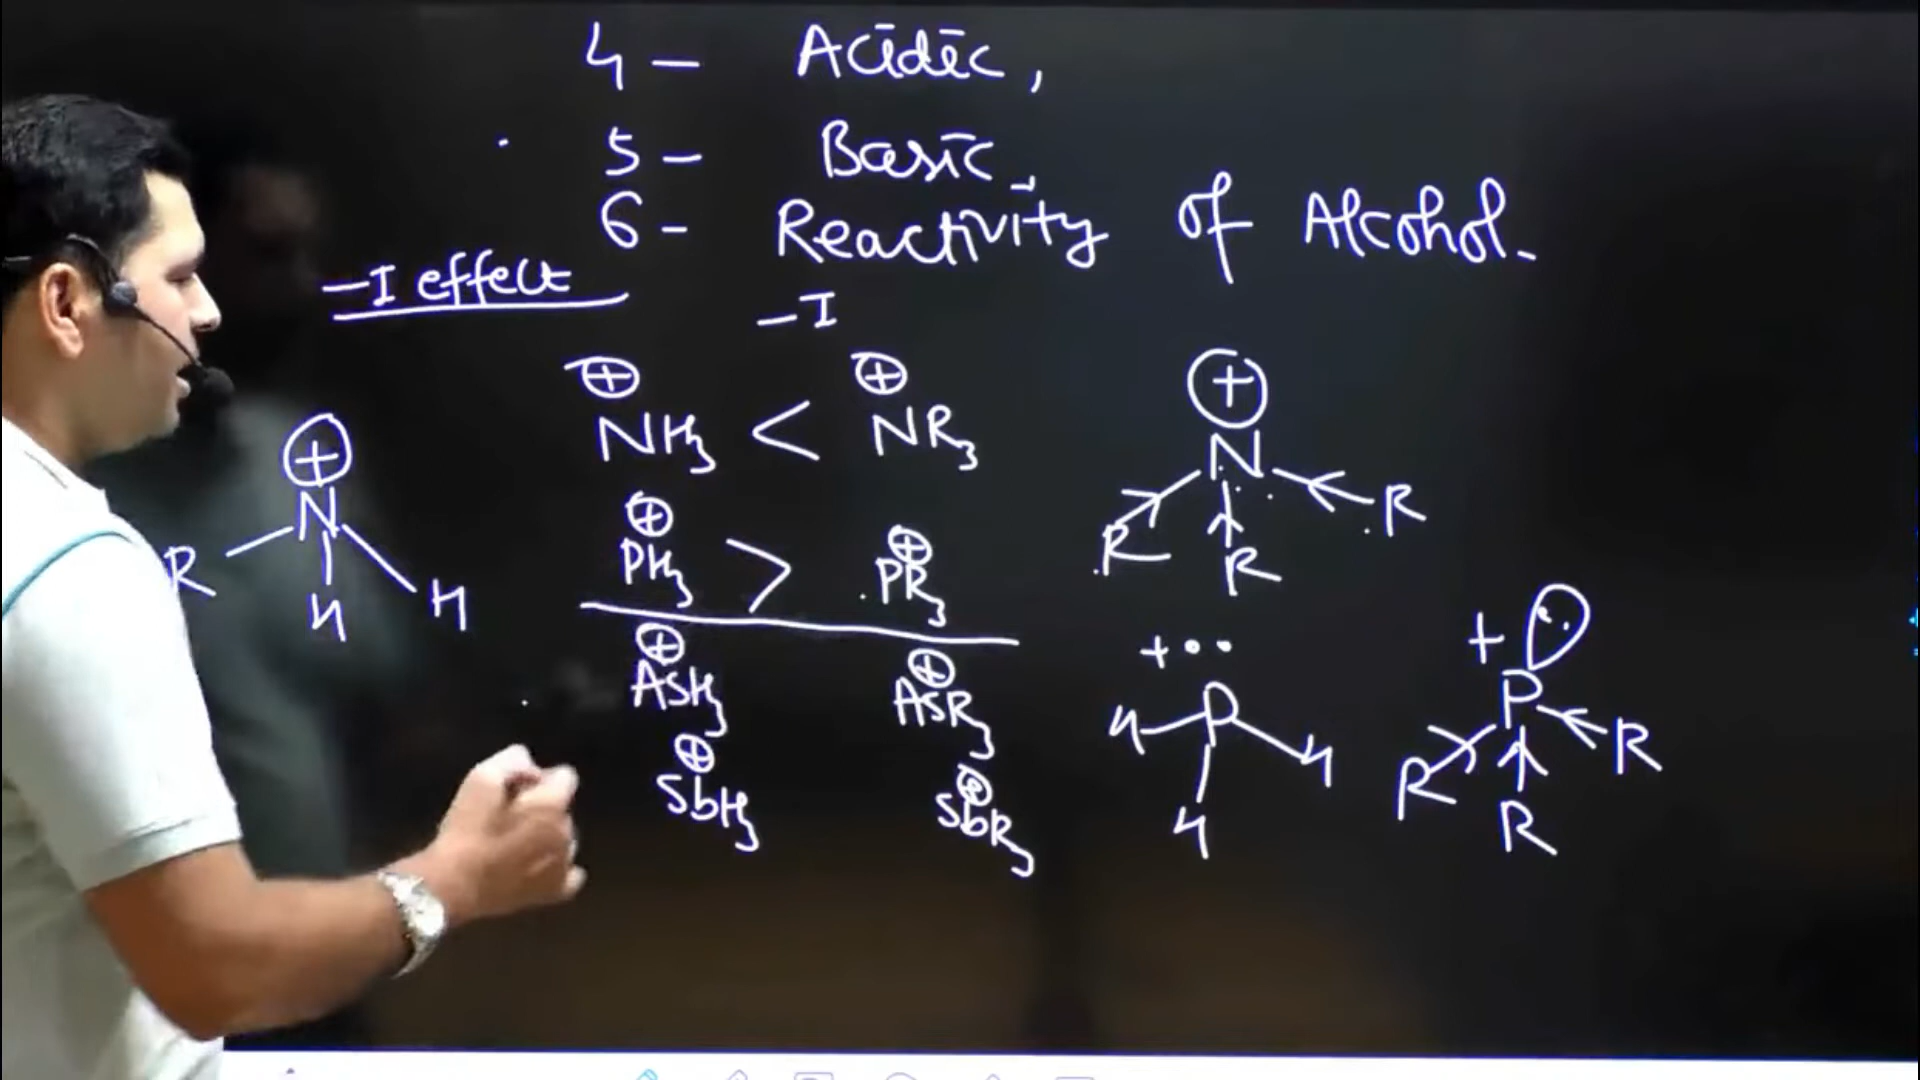 4 – Acidic,
5 – Basic,
6 – Reactivity of Alcohol.
–I effect
–I
⊕ ⊕
NH₃ < NR₃
⊕ ⊕
PH₃ > PR₃
⊕ ⊕
AsH₃ AsR₃
⊕ ⊕
SbH₃ SbR₃
⊕
N
R H H
⊕
N
R R R
+ ••
P
H H H
+ ••
P
R R R